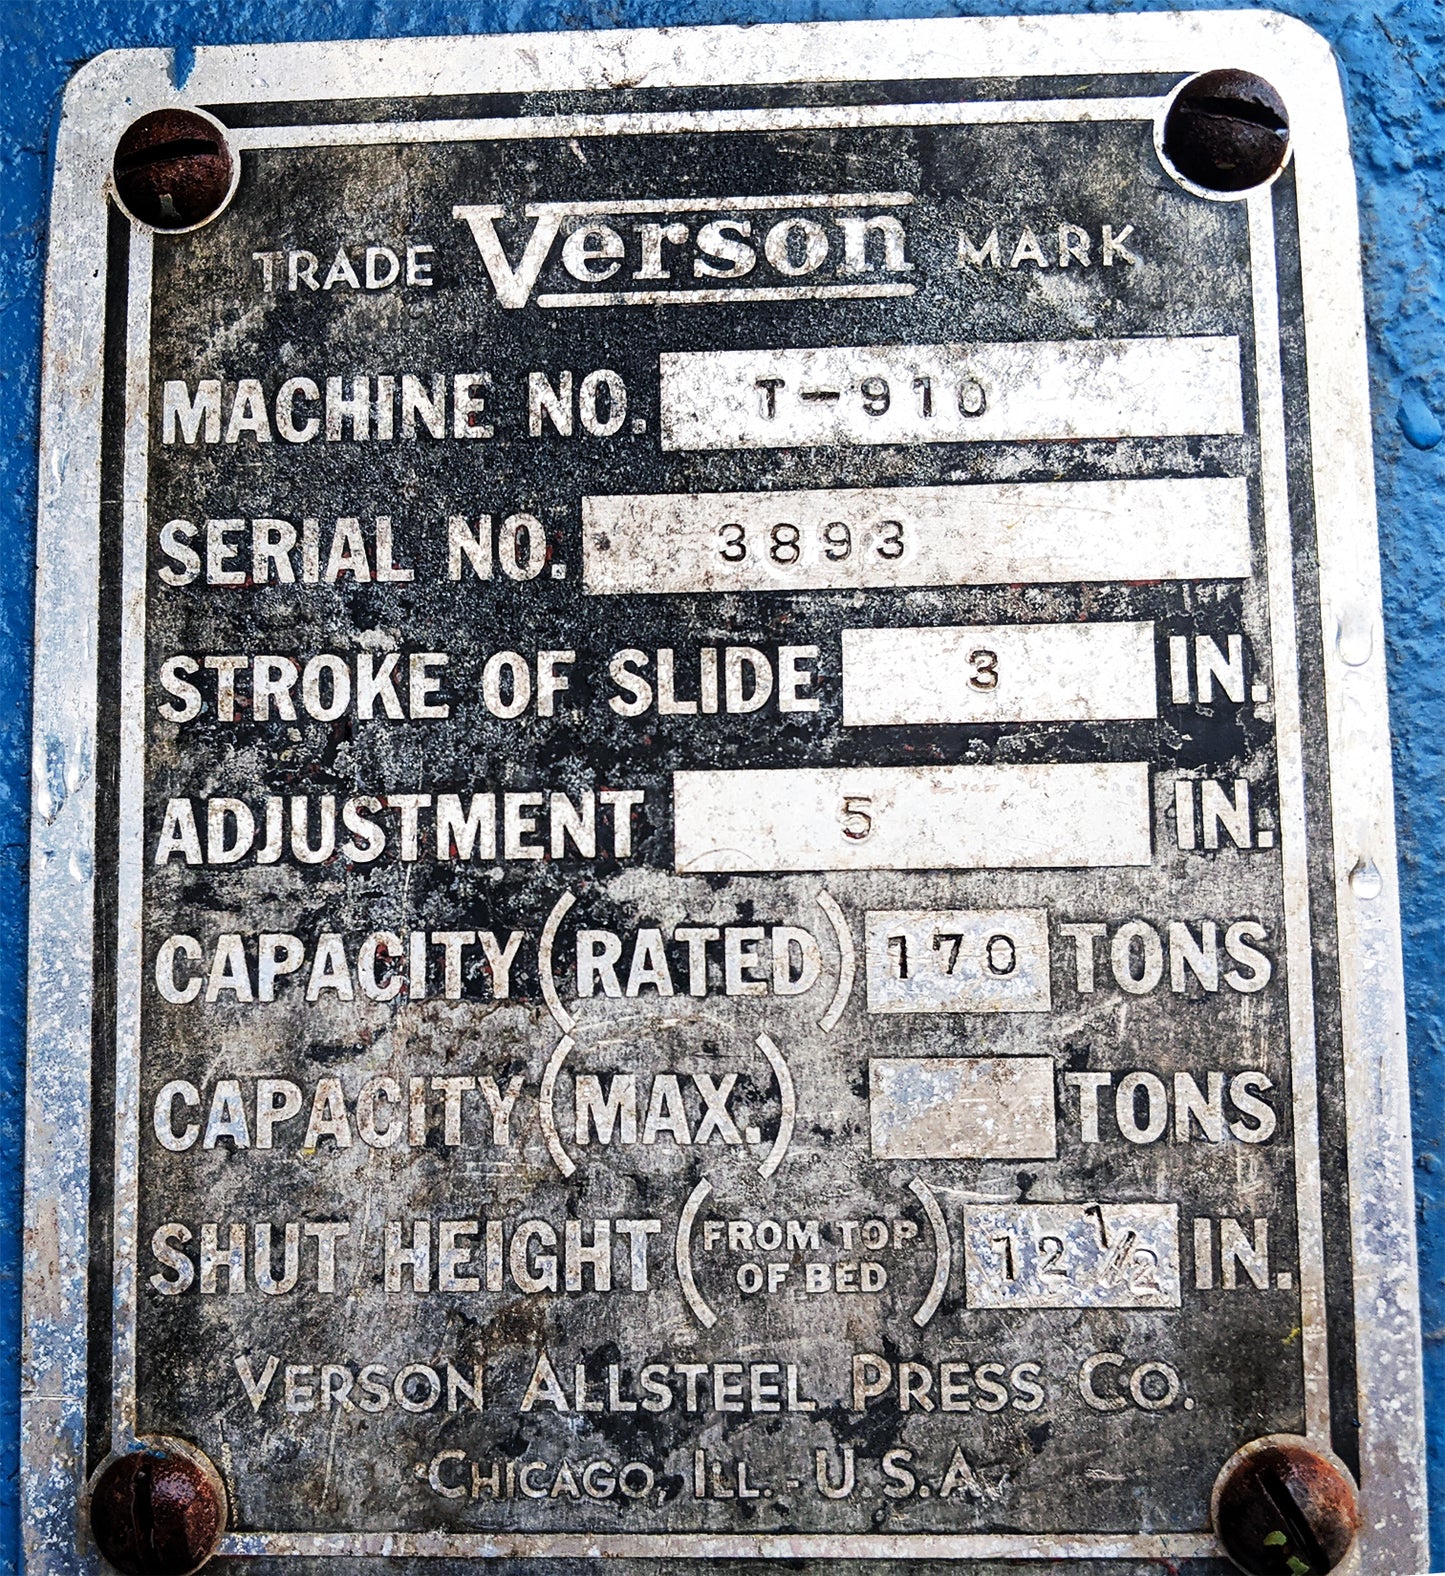 TRADE Verson MARK
MACHINE NO. T-910
SERIAL NO. 3893
STROKE OF SLIDE 3 IN.
ADJUSTMENT 5 IN.
CAPACITY (RATED) 170 TONS
CAPACITY (MAX.) TONS
SHUT HEIGHT (FROM TOP OF BED) 12 1/2 IN.
VERSON ALLSTEEL PRESS CO.
CHICAGO, ILL. - U.S.A.